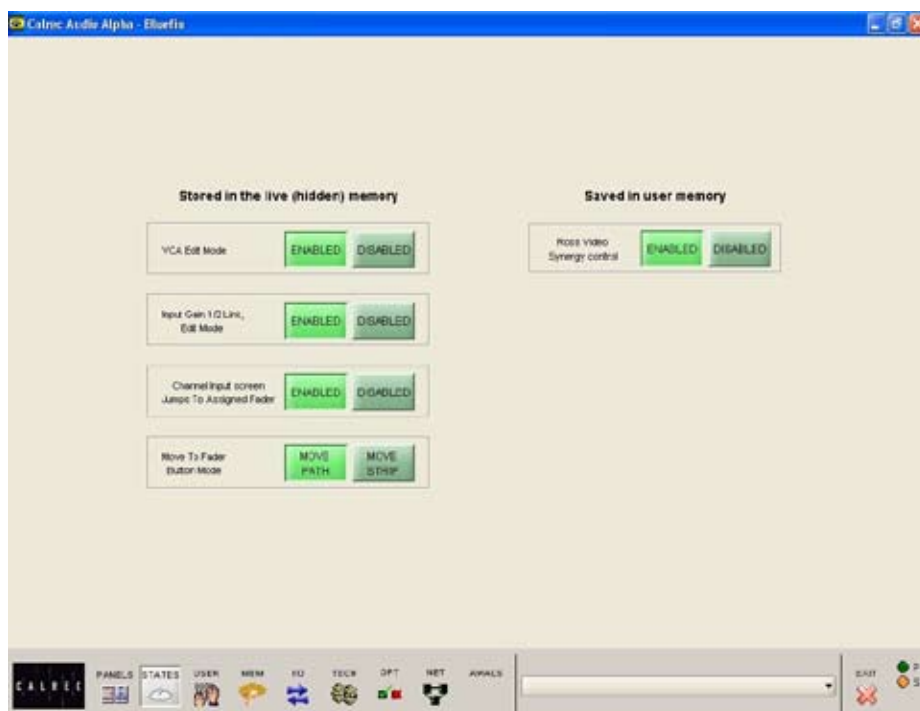 Calrec Audio Alpha - Bluefin
Stored in the live (hidden) memory
Saved in user memory
VCA Edit Mode
ENABLED
DISABLED
Ross Video
Synergy control
ENABLED
DISABLED
Input Gain 1/2 Link,
Edit Mode
ENABLED
DISABLED
Channel Input screen
Jumps To Assigned Fader
ENABLED
DISABLED
Move To Fader
Button Mode
MOVE
PATH
MOVE
STRIP
CALREC
PANELS
STATES
USER
MEM
I/O
TECH
OPT
NET
AWACS
EXIT
P
S